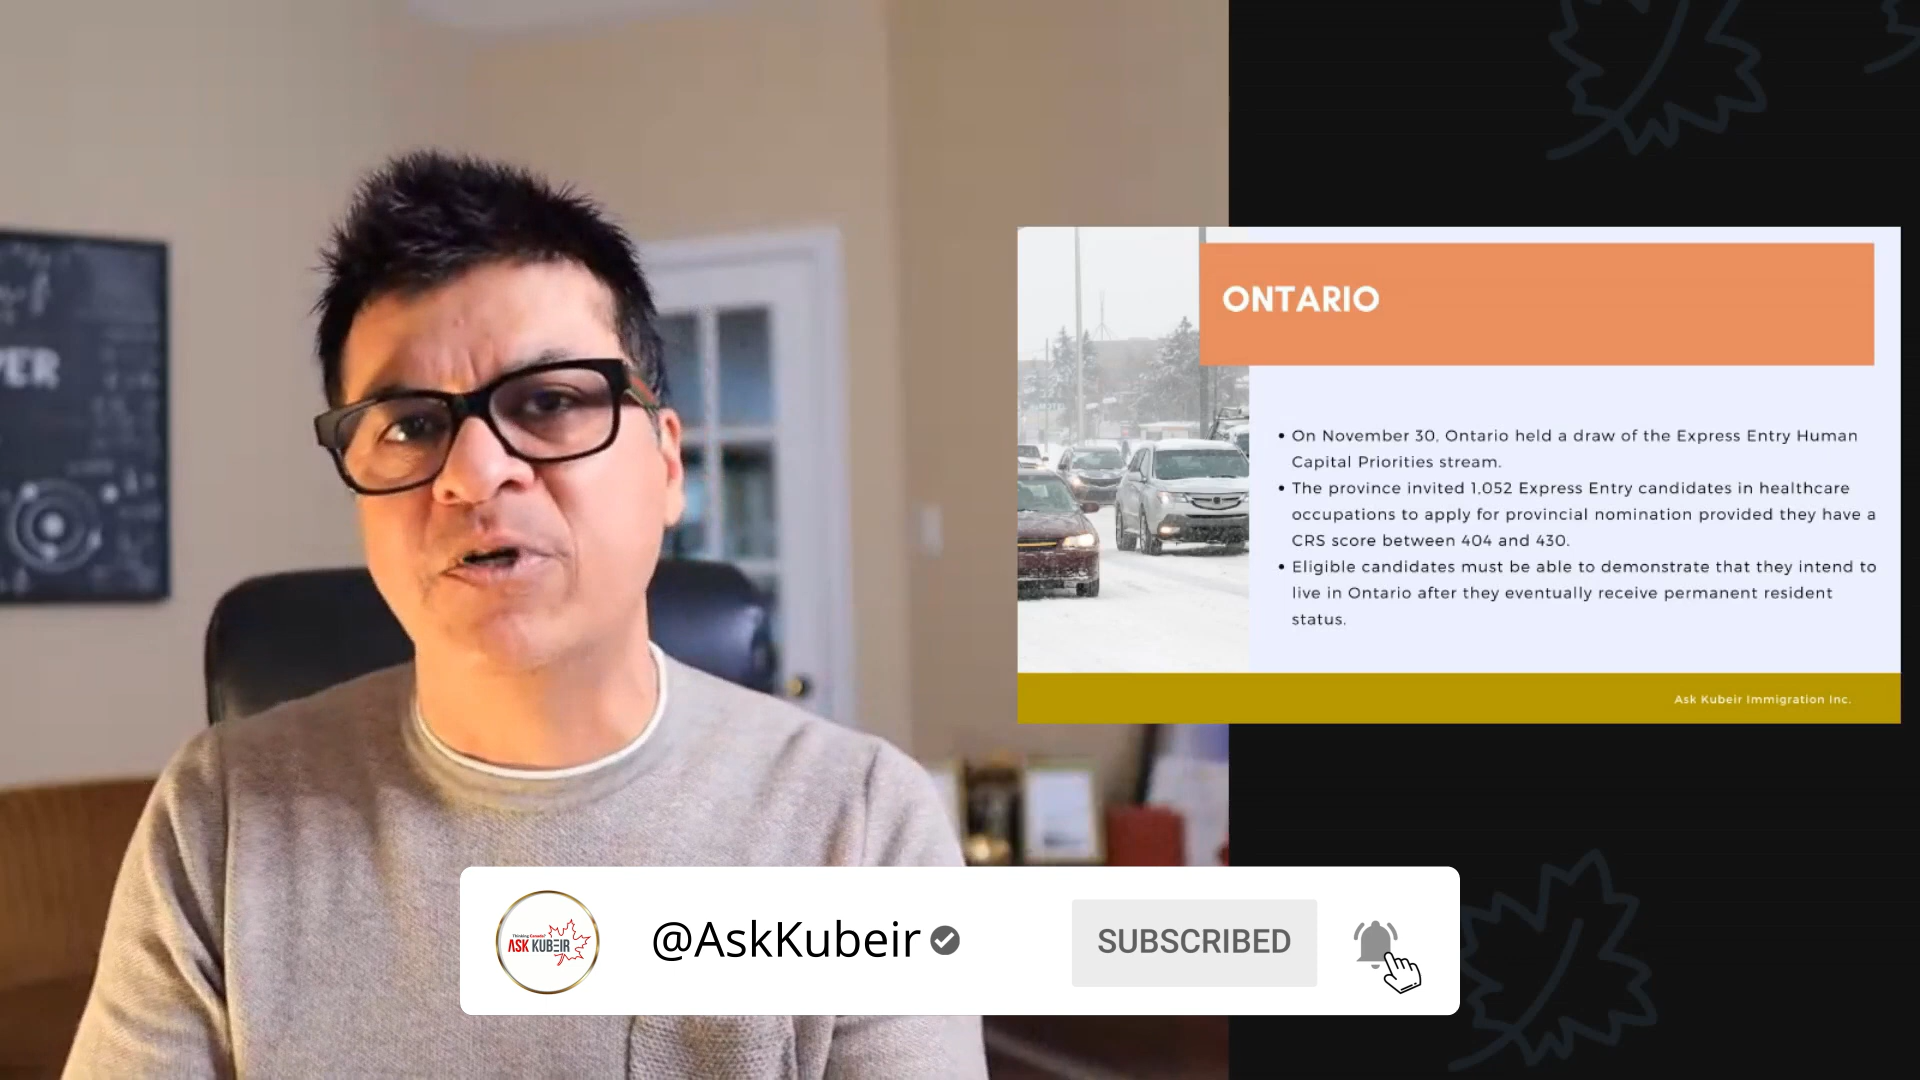 ONTARIO
On November 30, Ontario held a draw of the Express Entry Human
Capital Priorities stream.
The province invited 1,052 Express Entry candidates in healthcare
occupations to apply for provincial nomination provided they have a
CRS score between 404 and 430.
Eligible candidates must be able to demonstrate that they intend to
live in Ontario after they eventually receive permanent resident
status.
Ask Kubeir Immigration Inc.
Thinking Canada?
ASK KUBEIR
@AskKubeir
SUBSCRIBED